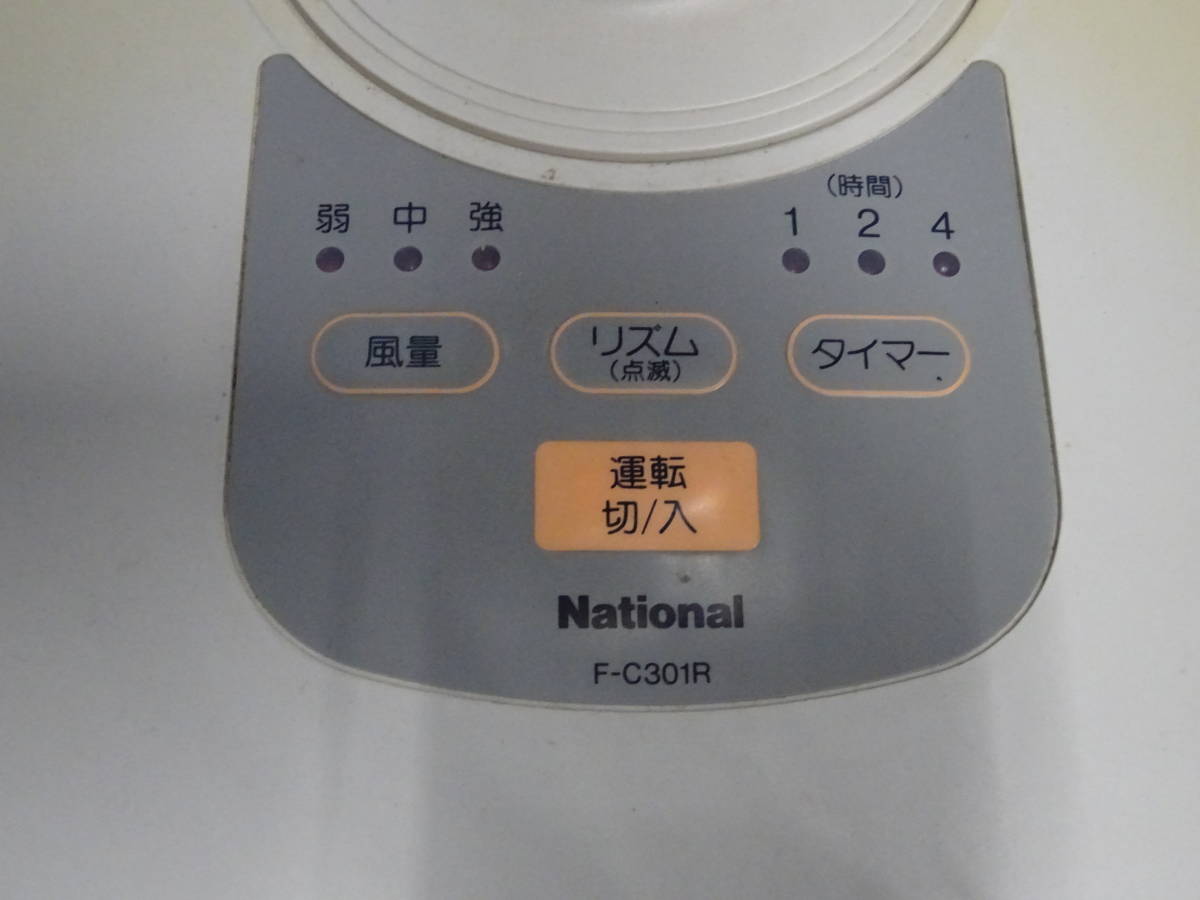 (時間)
弱 中 強 1 2 4
風量 リズム タイマー
(点滅)
運転
切/入
National
F-C301R